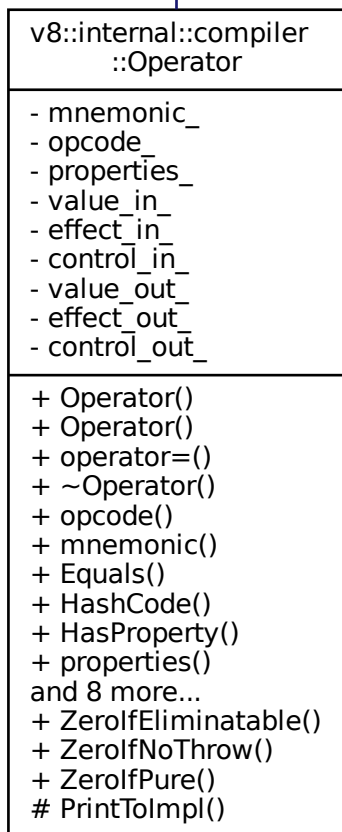 v8::internal::compiler
::Operator
- mnemonic_
- opcode_
- properties_
- value_in_
- effect_in_
- control_in_
- value_out_
- effect_out_
- control_out_
+ Operator()
+ Operator()
+ operator=()
+ ~Operator()
+ opcode()
+ mnemonic()
+ Equals()
+ HashCode()
+ HasProperty()
+ properties()
and 8 more...
+ ZeroIfEliminatable()
+ ZeroIfNoThrow()
+ ZeroIfPure()
# PrintToImpl()